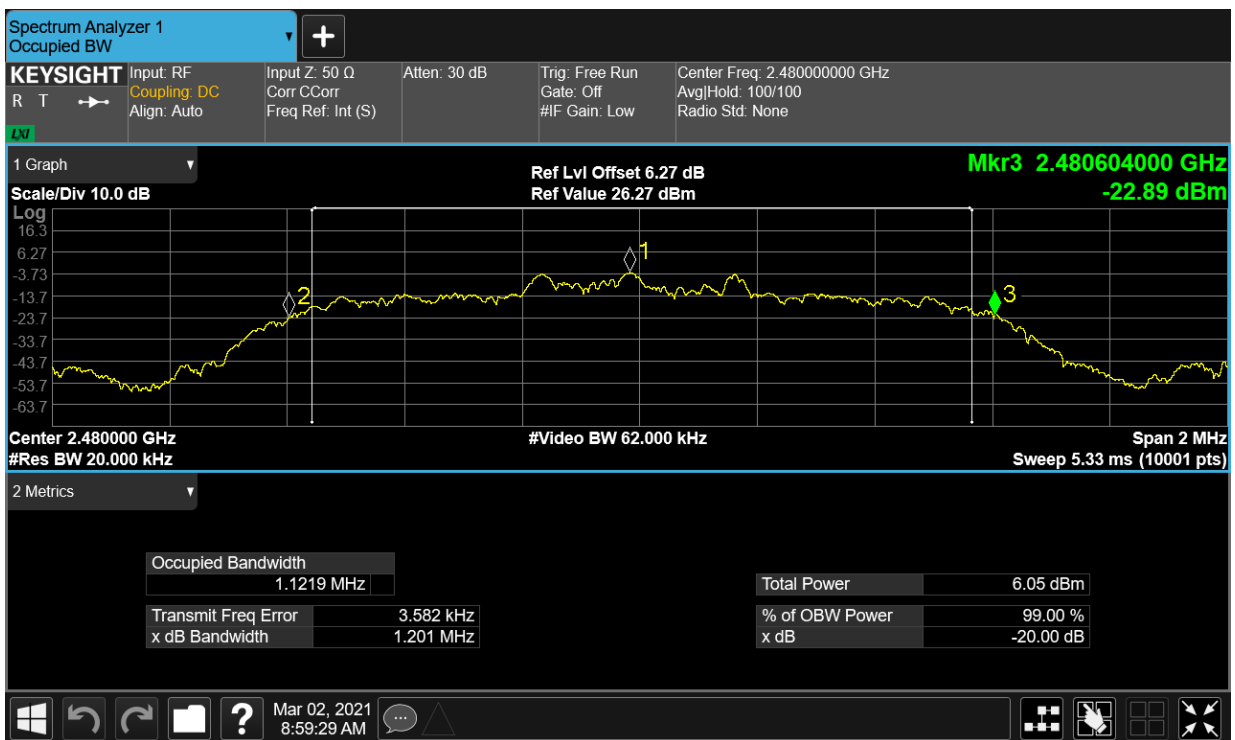 Spectrum Analyzer 1
Occupied BW
KEYSIGHT
R T
LXI
Input: RF
Coupling: DC
Align: Auto
Input Z: 50 Ω
Corr CCorr
Freq Ref: Int (S)
Atten: 30 dB
Trig: Free Run
Gate: Off
#IF Gain: Low
Center Freq: 2.480000000 GHz
Avg|Hold: 100/100
Radio Std: None
1 Graph
Scale/Div 10.0 dB
Ref Lvl Offset 6.27 dB
Ref Value 26.27 dBm
Mkr3 2.480604000 GHz
-22.89 dBm
Log
16.3
6.27
-3.73
-13.7
-23.7
-33.7
-43.7
-53.7
-63.7
1
2
3
Center 2.480000 GHz
#Video BW 62.000 kHz
Span 2 MHz
#Res BW 20.000 kHz
Sweep 5.33 ms (10001 pts)
2 Metrics
Occupied Bandwidth
1.1219 MHz
Total Power 6.05 dBm
Transmit Freq Error 3.582 kHz
% of OBW Power 99.00 %
x dB Bandwidth 1.201 MHz
x dB -20.00 dB
?
Mar 02, 2021
8:59:29 AM